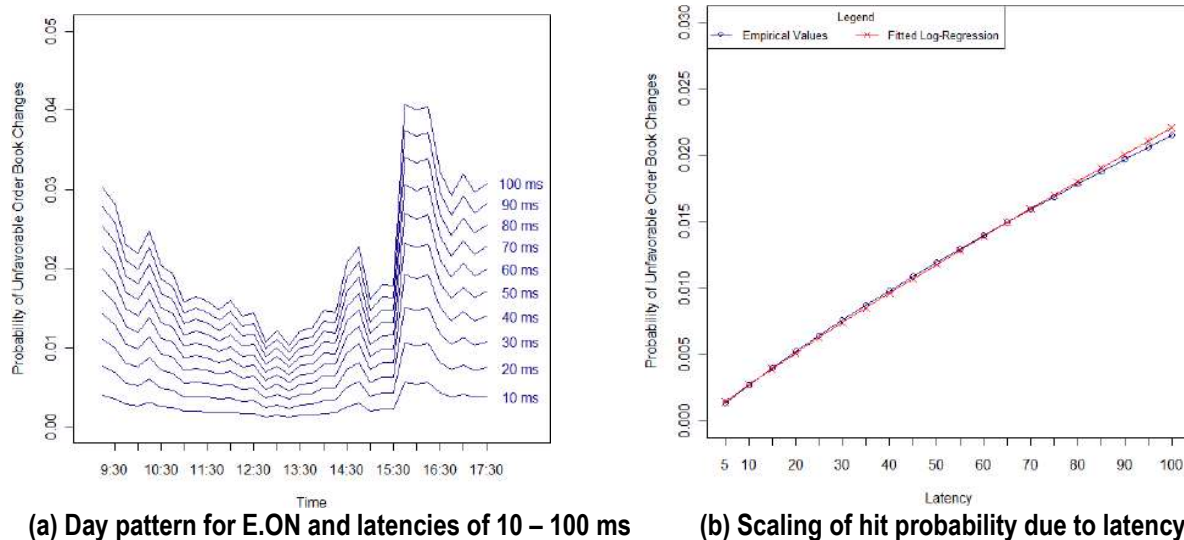 Probability of Unfavorable Order Book Changes
0.05
0.04
0.03
0.02
0.01
0.00
100 ms
90 ms
80 ms
70 ms
60 ms
50 ms
40 ms
30 ms
20 ms
10 ms
9:30 10:30 11:30 12:30 13:30 14:30 15:30 16:30 17:30
Time
(a) Day pattern for E.ON and latencies of 10 – 100 ms
Legend
Empirical Values Fitted Log-Regression
Probability of Unfavorable Order Book Changes
0.030
0.025
0.020
0.015
0.010
0.005
0.000
5 10 20 30 40 50 60 70 80 90 100
Latency
(b) Scaling of hit probability due to latency